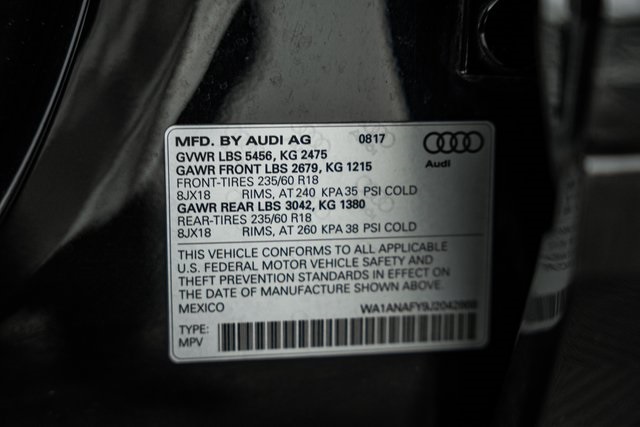 MFD. BY AUDI AG 0817
Audi
GVWR LBS 5456, KG 2475
GAWR FRONT LBS 2679, KG 1215
FRONT-TIRES 235/60 R18
8JX18 RIMS, AT 240 KPA 35 PSI COLD
GAWR REAR LBS 3042, KG 1380
REAR-TIRES 235/60 R18
8JX18 RIMS, AT 260 KPA 38 PSI COLD
THIS VEHICLE CONFORMS TO ALL APPLICABLE
U.S. FEDERAL MOTOR VEHICLE SAFETY AND
THEFT PREVENTION STANDARDS IN EFFECT ON
THE DATE OF MANUFACTURE SHOWN ABOVE.
MEXICO
TYPE:
MPV